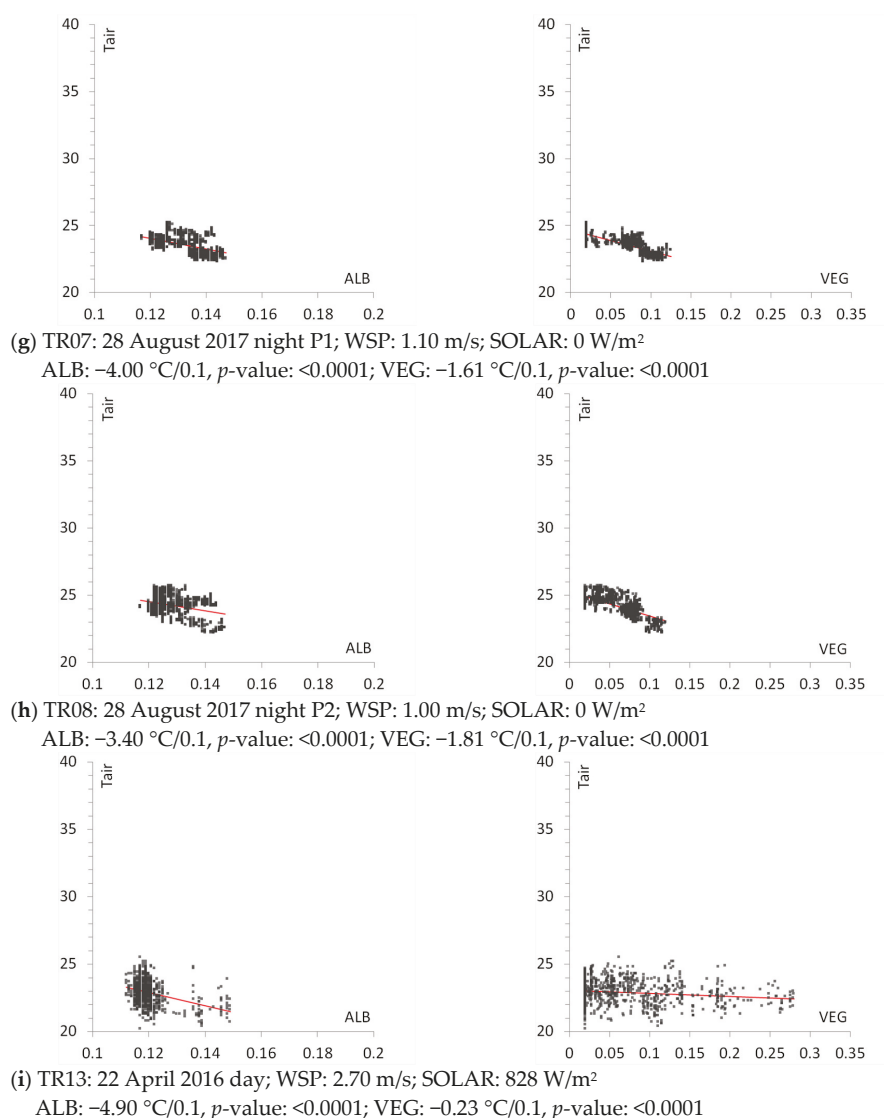 40
Tair
35
30
25
20
ALB
0.1 0.12 0.14 0.16 0.18 0.2
40
Tair
35
30
25
20
VEG
0 0.05 0.1 0.15 0.2 0.25 0.3 0.35
(g) TR07: 28 August 2017 night P1; WSP: 1.10 m/s; SOLAR: 0 W/m²
ALB: −4.00 °C/0.1, p-value: <0.0001; VEG: −1.61 °C/0.1, p-value: <0.0001
40
Tair
35
30
25
20
ALB
0.1 0.12 0.14 0.16 0.18 0.2
40
Tair
35
30
25
20
VEG
0 0.05 0.1 0.15 0.2 0.25 0.3 0.35
(h) TR08: 28 August 2017 night P2; WSP: 1.00 m/s; SOLAR: 0 W/m²
ALB: −3.40 °C/0.1, p-value: <0.0001; VEG: −1.81 °C/0.1, p-value: <0.0001
40
Tair
35
30
25
20
ALB
0.1 0.12 0.14 0.16 0.18 0.2
40
Tair
35
30
25
20
VEG
0 0.05 0.1 0.15 0.2 0.25 0.3 0.35
(i) TR13: 22 April 2016 day; WSP: 2.70 m/s; SOLAR: 828 W/m²
ALB: −4.90 °C/0.1, p-value: <0.0001; VEG: −0.23 °C/0.1, p-value: <0.0001